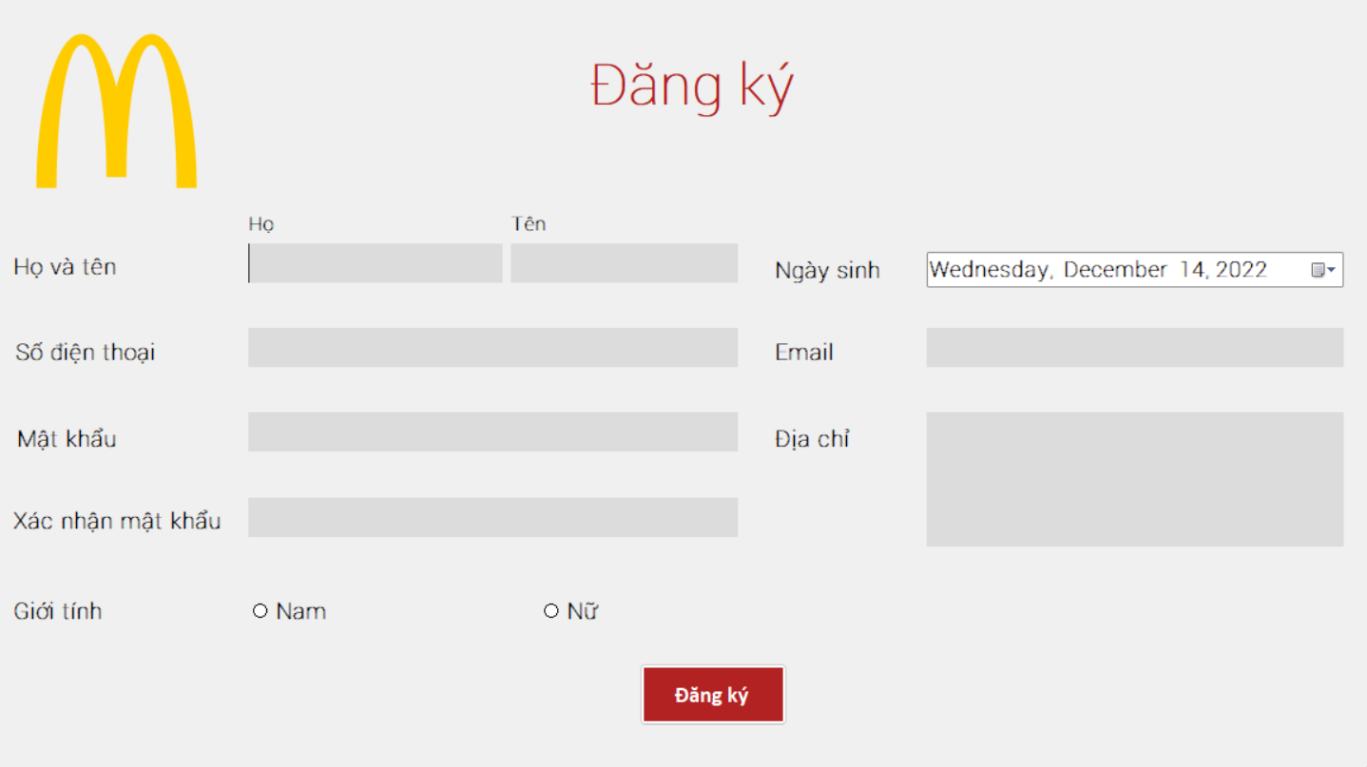 Đăng ký
Họ Tên
Họ và tên
Ngày sinh Wednesday, December 14, 2022
Số điện thoại
Email
Mật khẩu
Địa chỉ
Xác nhận mật khẩu
Giới tính Nam Nữ
Đăng ký